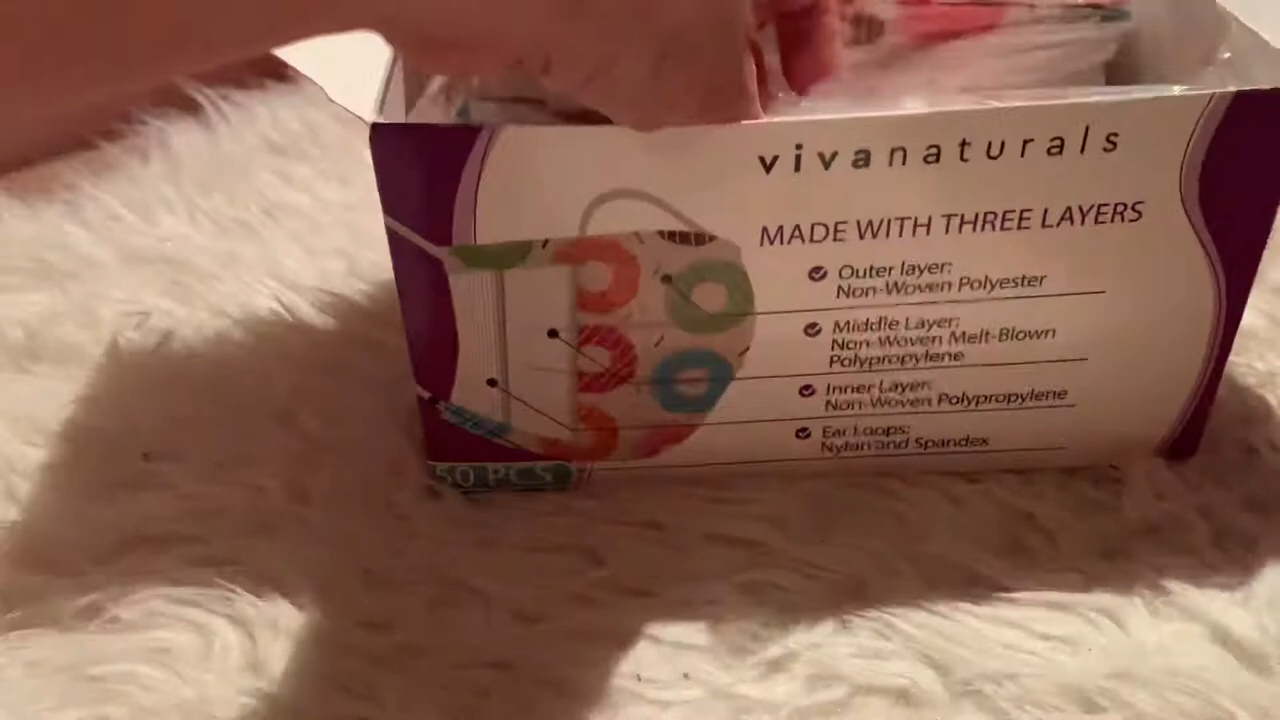 vivanaturals
MADE WITH THREE LAYERS
Outer layer:
Non-Woven Polyester
Middle Layer:
Non-Woven Melt-Blown
Polypropylene
Inner Layer:
Non-Woven Polypropylene
Ear Loops:
Nylon and Spandex
50 PCS